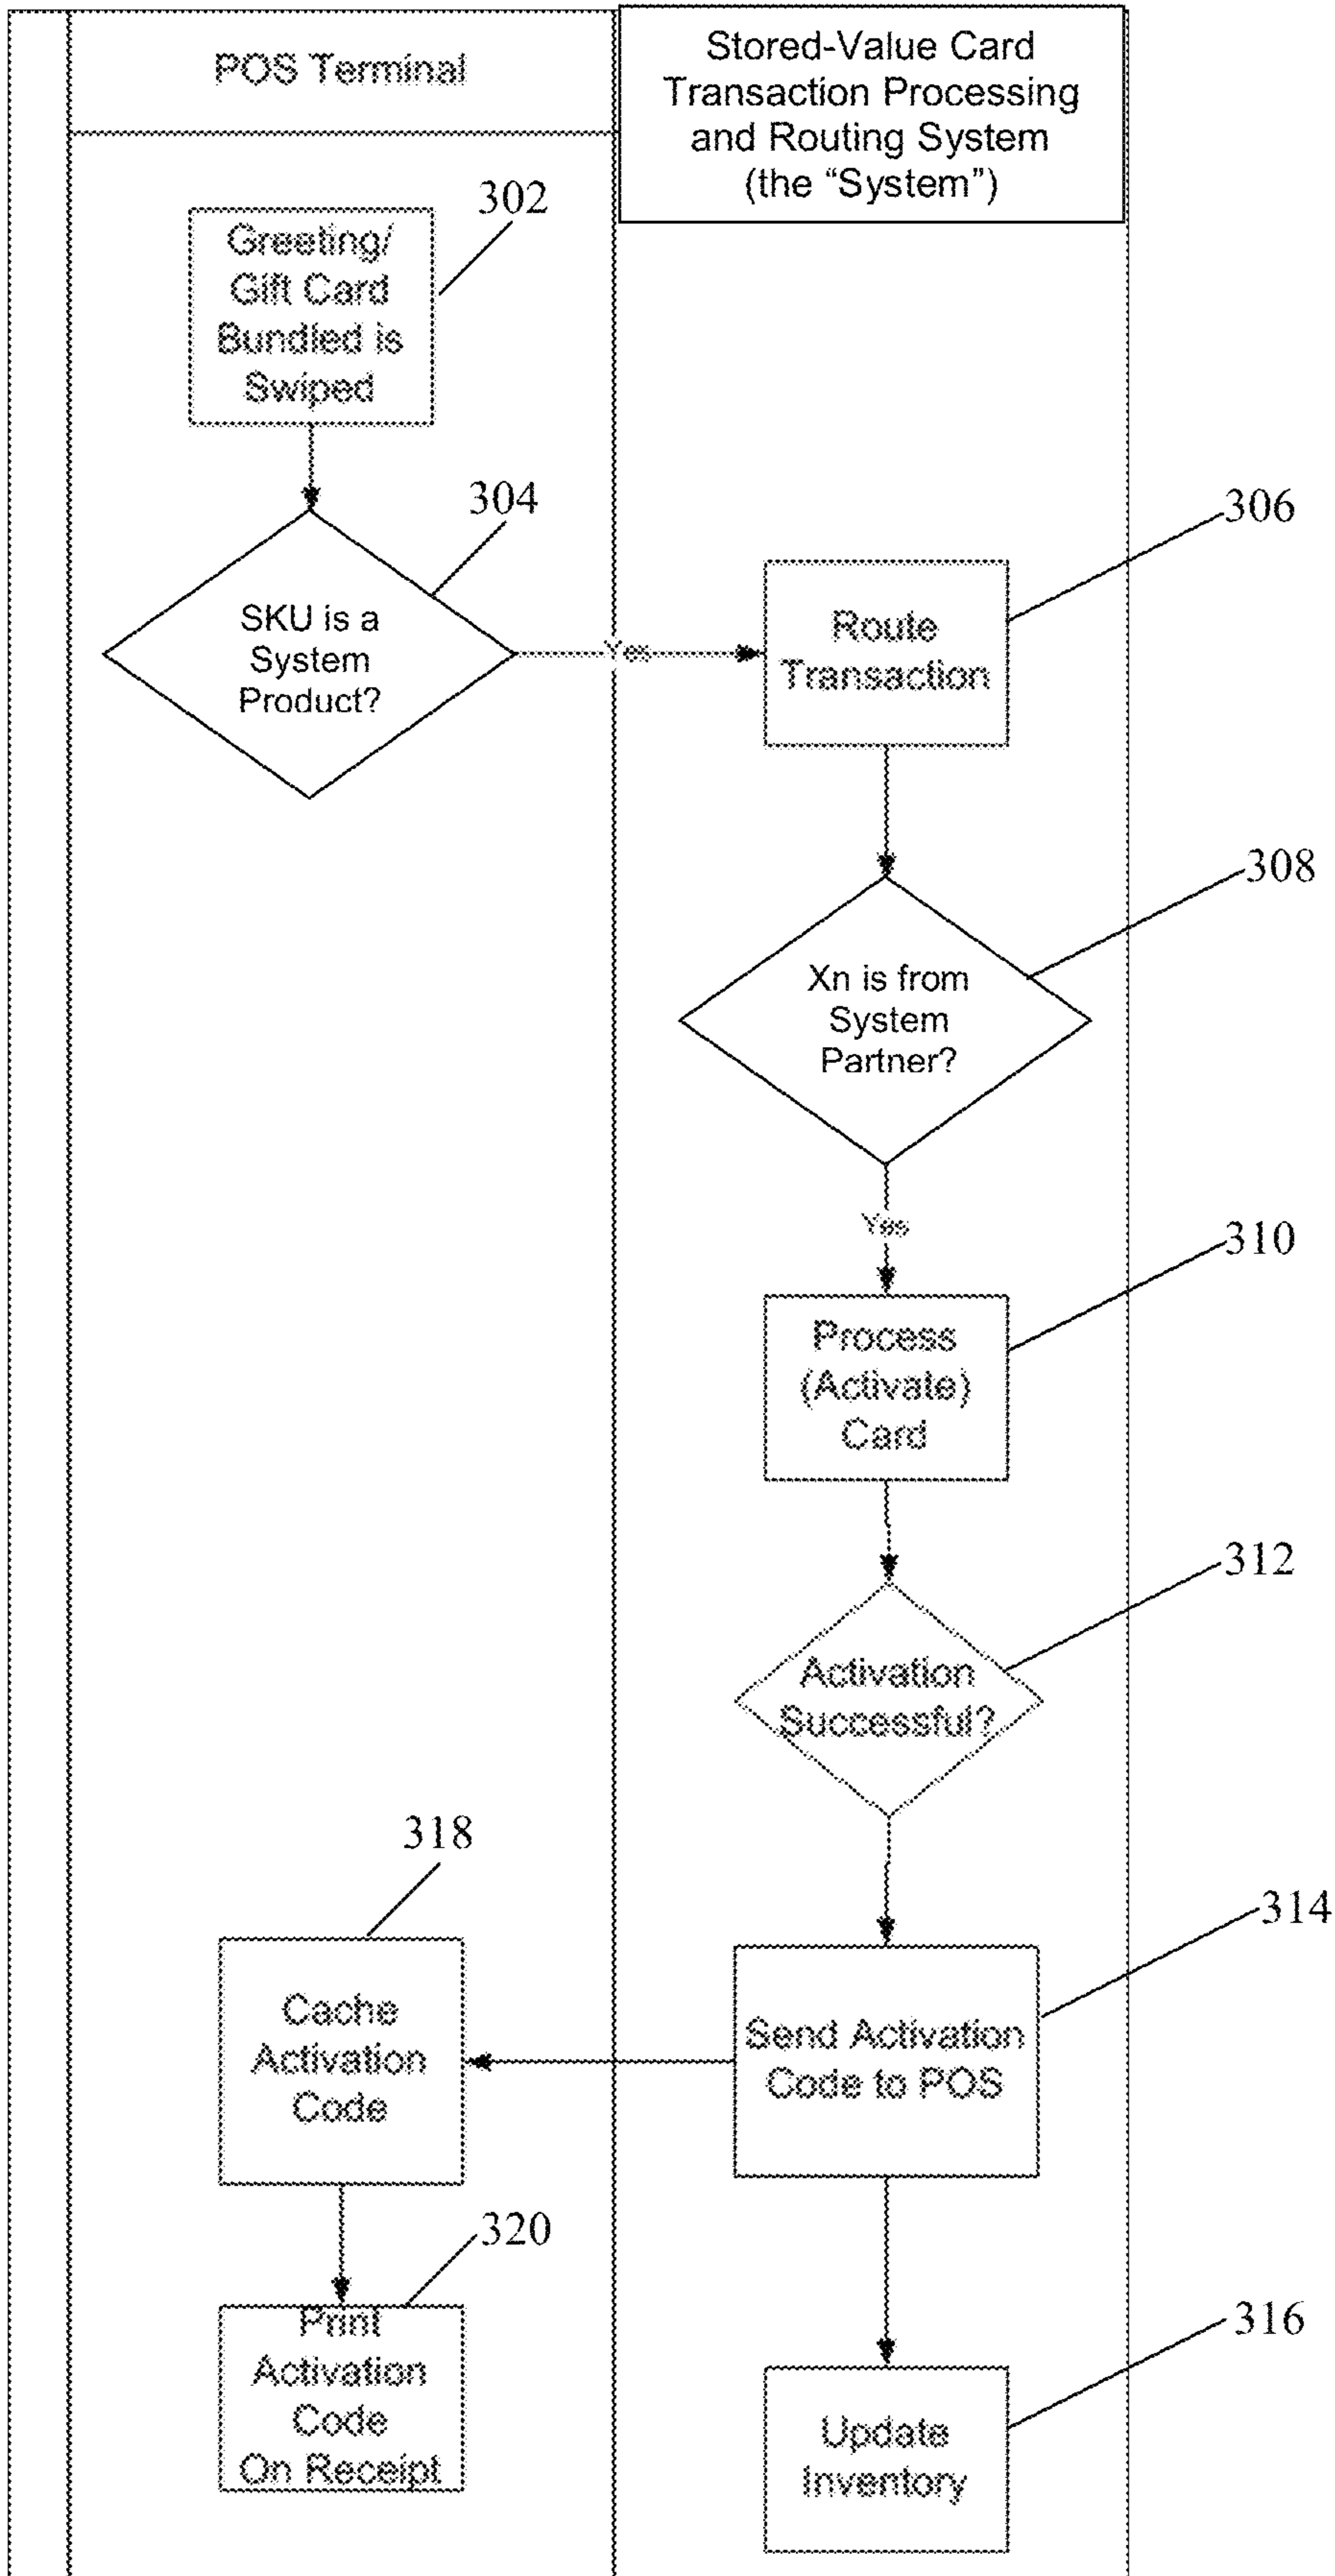 POS Terminal
Stored-Value Card
Transaction Processing
and Routing System
(the “System”)
302
Greeting/
Gift Card
Bundled is
Swiped
304
SKU is a
System
Product?
Yes
306
Route
Transaction
308
Xn is from
System
Partner?
Yes
310
Process
(Activate)
Card
312
Activation
Successful?
314
Send Activation
Code to POS
318
Cache
Activation
Code
320
Print
Activation
Code
On Receipt
316
Update
Inventory